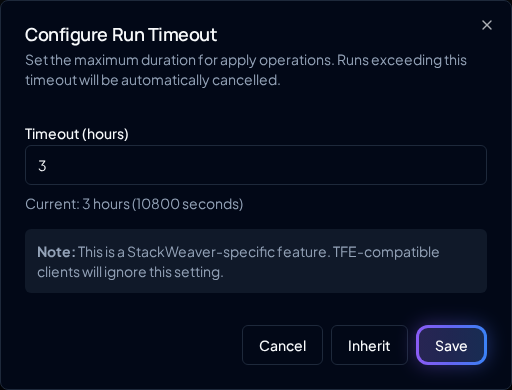 Configure Run Timeout
Set the maximum duration for apply operations. Runs exceeding this
timeout will be automatically cancelled.
Timeout (hours)
3
Current: 3 hours (10800 seconds)
Note: This is a StackWeaver-specific feature. TFE-compatible
clients will ignore this setting.
Cancel Inherit Save